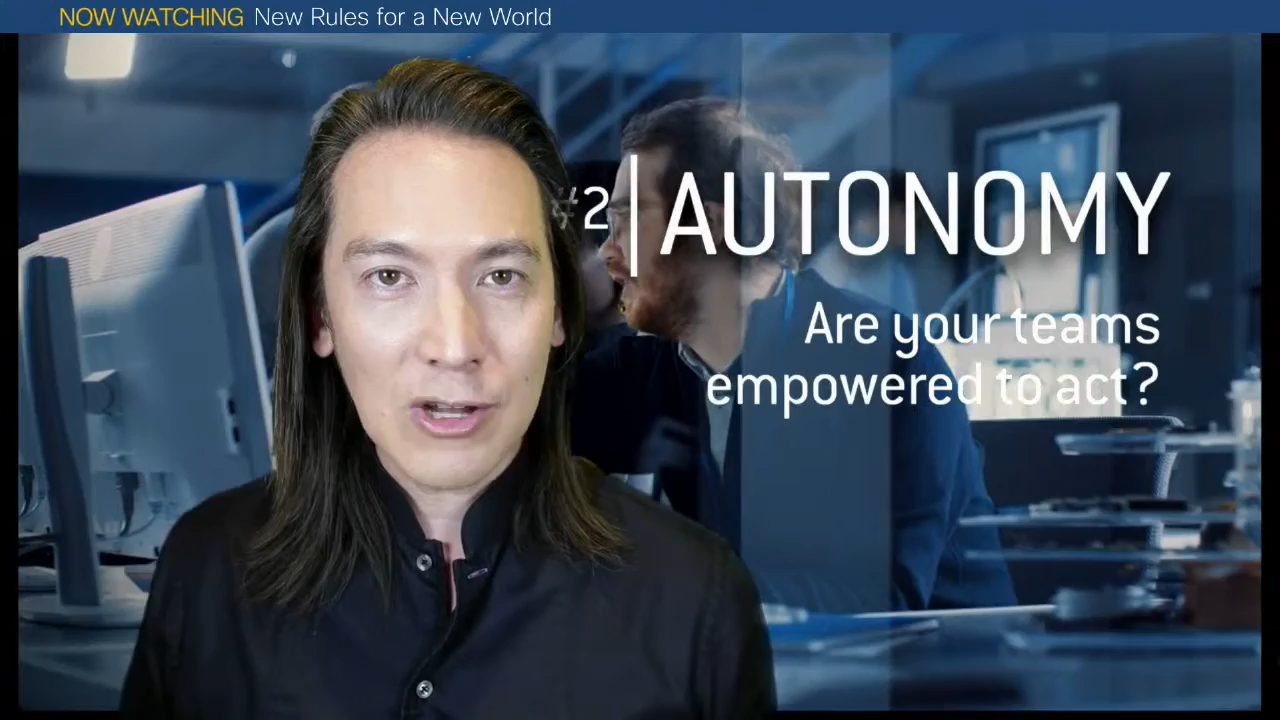 NOW WATCHING New Rules for a New World
#2 | AUTONOMY
Are your teams
empowered to act?